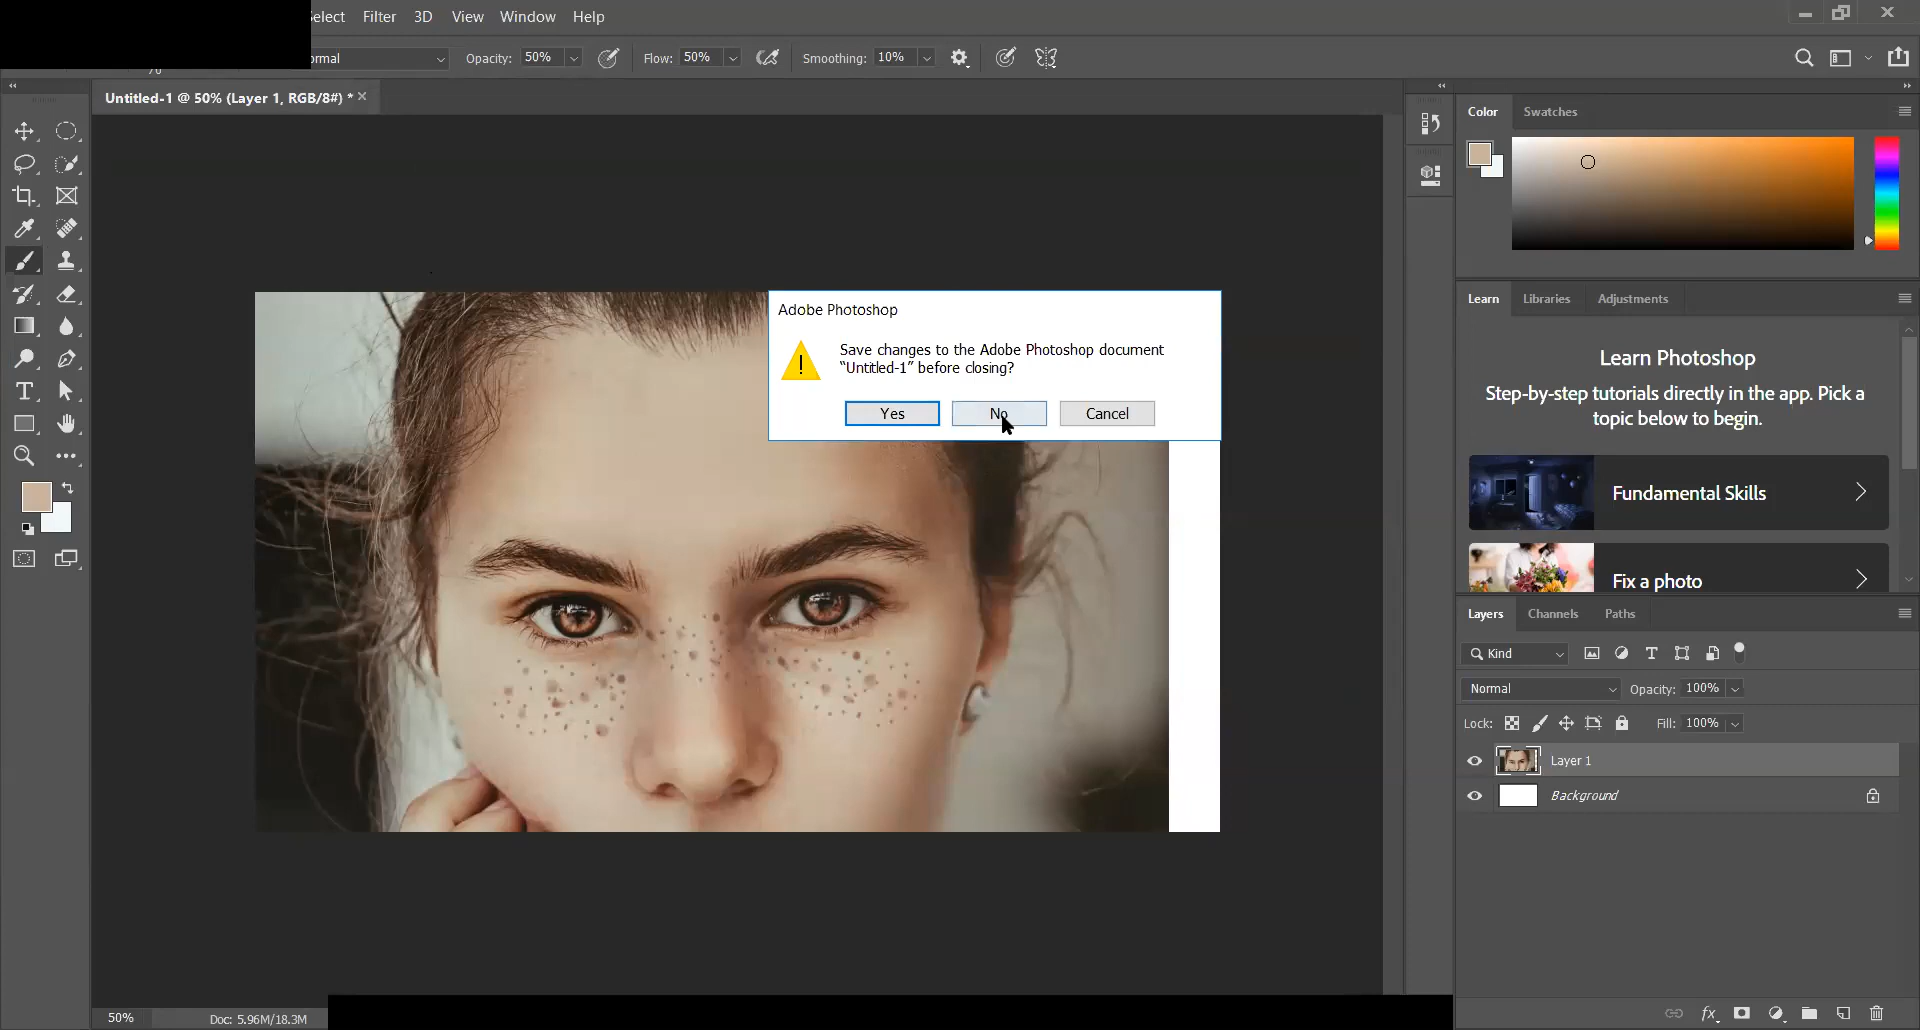 Select Filter 3D View Window Help
Opacity: 50% Flow: 50% Smoothing: 10%
Untitled-1 @ 50% (Layer 1, RGB/8#) *
Color Swatches
Adobe Photoshop
Save changes to the Adobe Photoshop document
“Untitled-1” before closing?
Yes No Cancel
Learn Libraries Adjustments
Learn Photoshop
Step-by-step tutorials directly in the app. Pick a
topic below to begin.
Fundamental Skills
Fix a photo
Layers Channels Paths
Kind
Normal Opacity: 100%
Lock: Fill: 100%
Layer 1
Background
50% Doc: 5.96M/18.3M